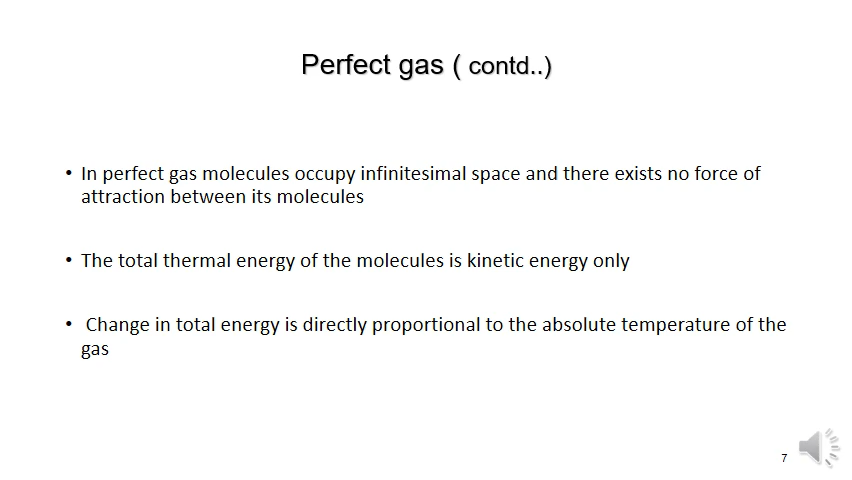 Perfect gas ( contd..)
• In perfect gas molecules occupy infinitesimal space and there exists no force of
attraction between its molecules
• The total thermal energy of the molecules is kinetic energy only
• Change in total energy is directly proportional to the absolute temperature of the
gas
7